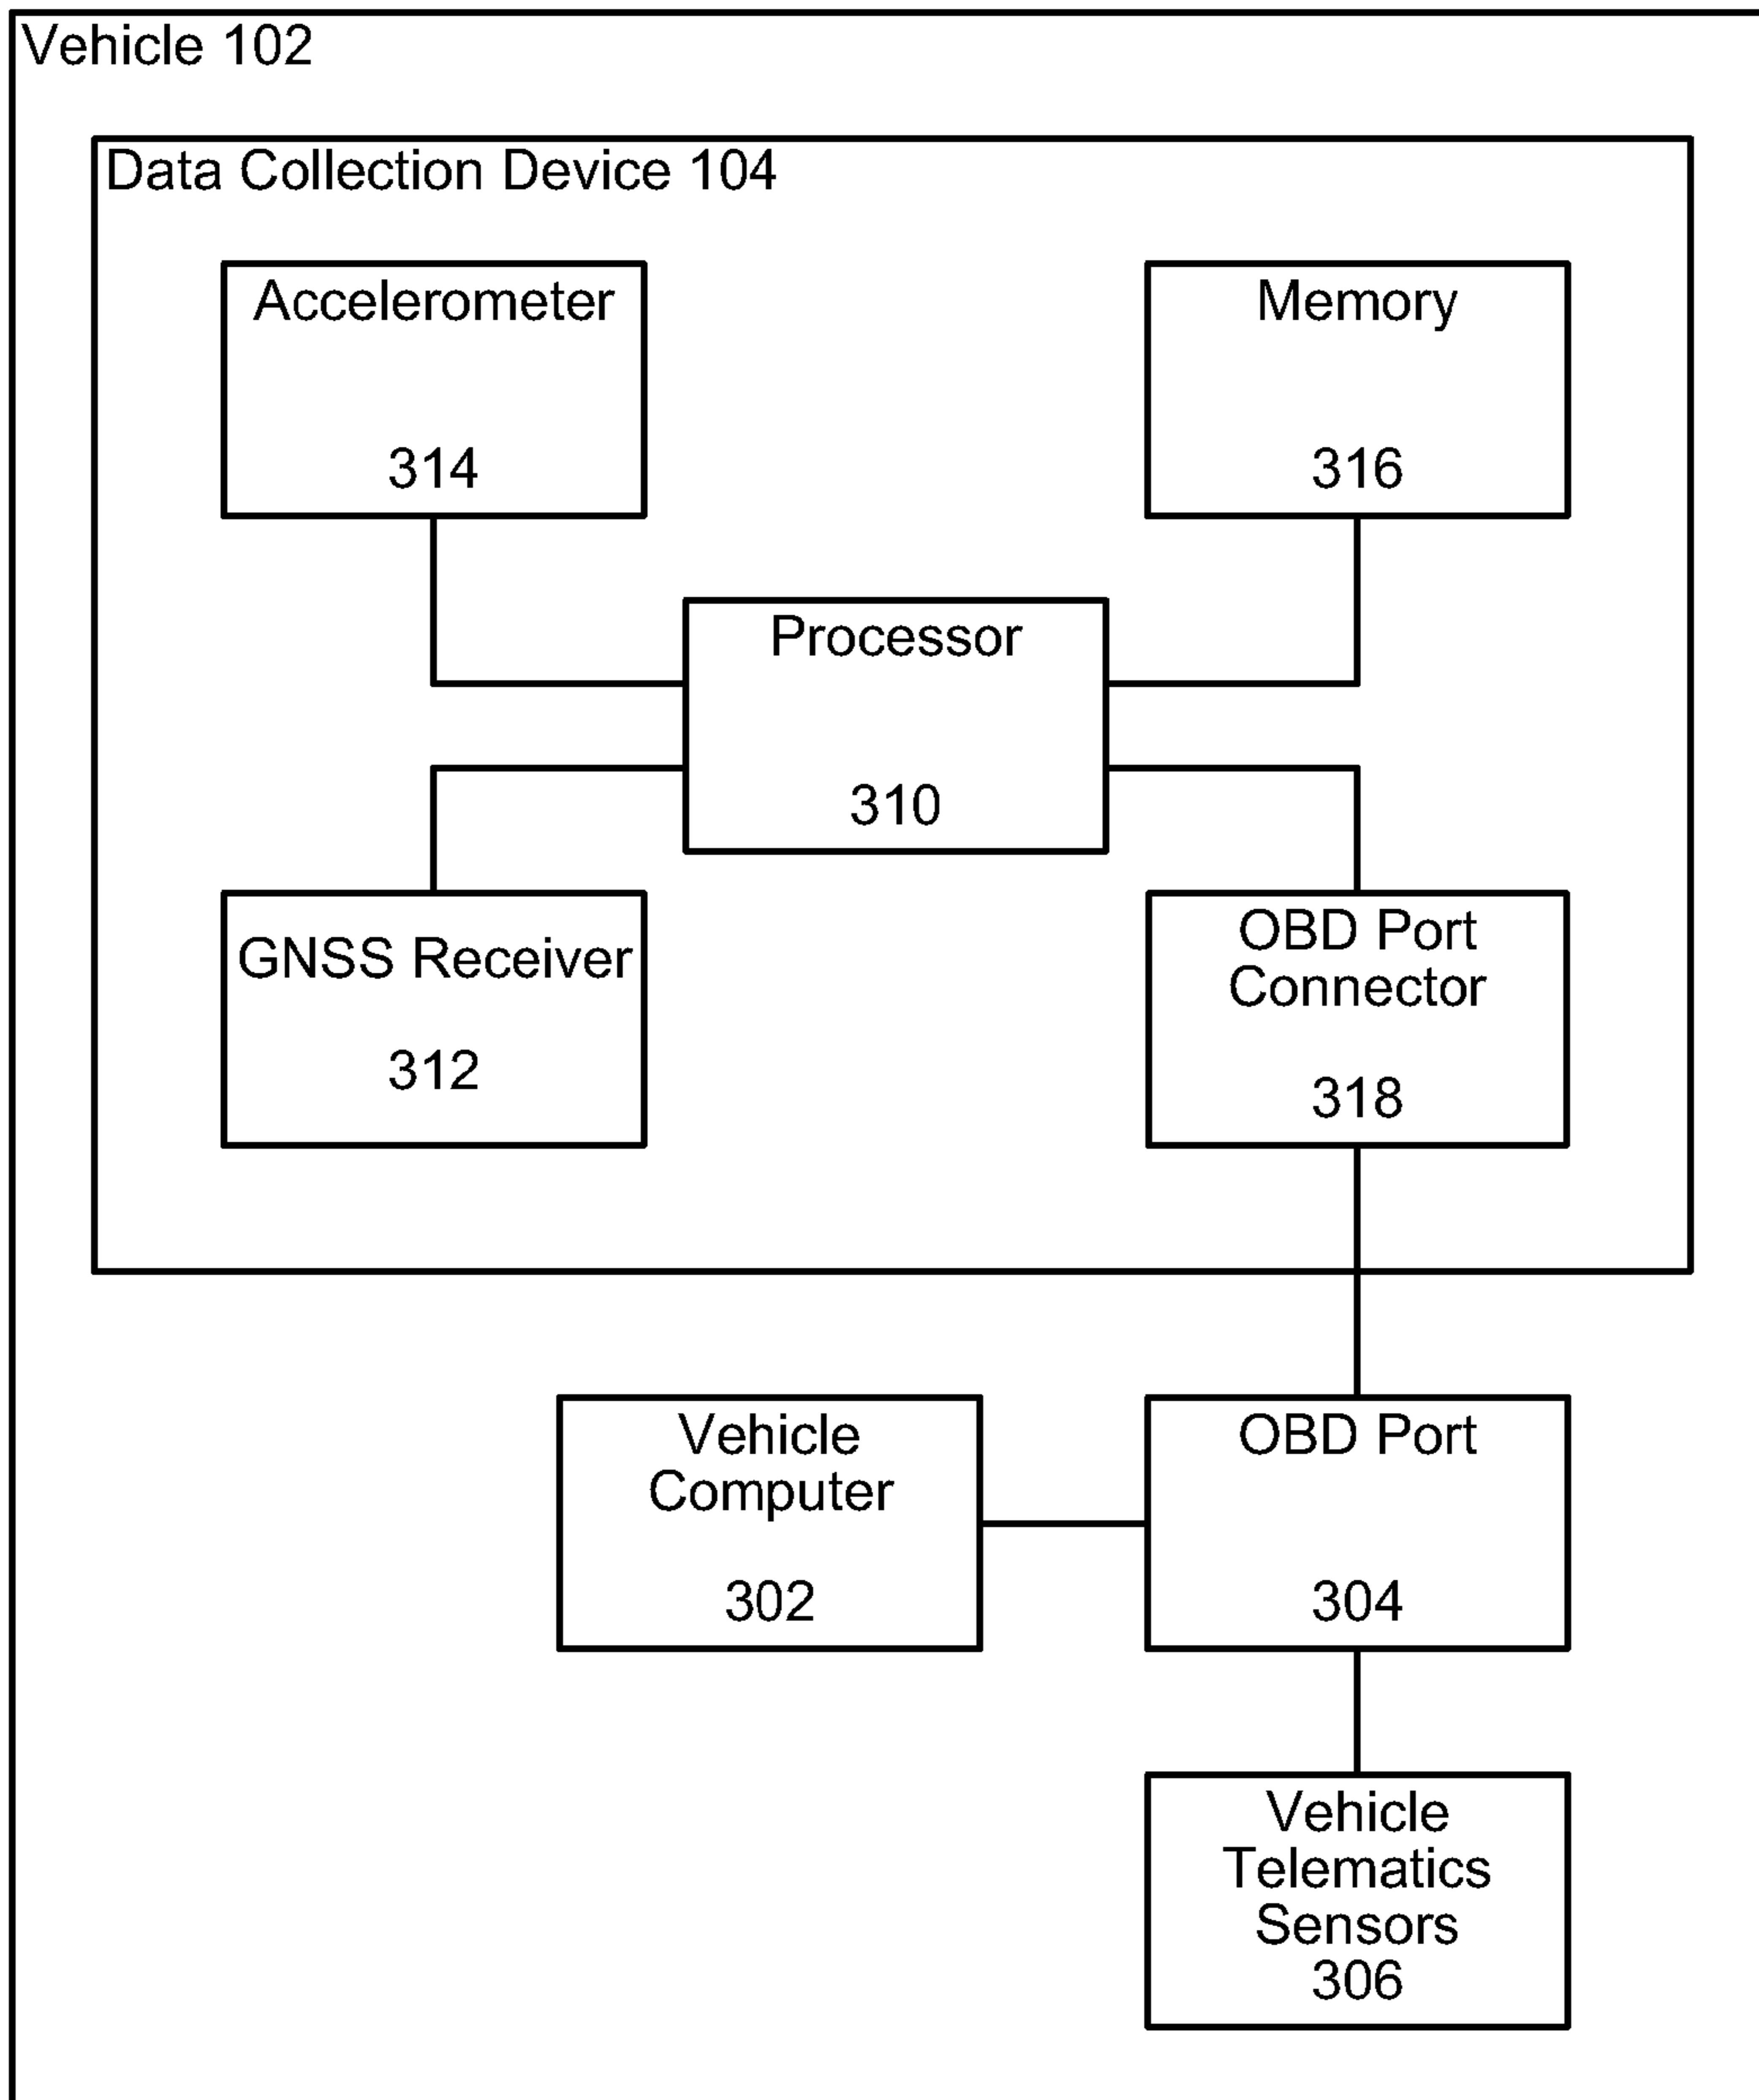 Vehicle 102
Data Collection Device 104
Accelerometer
314
Memory
316
Processor
310
GNSS Receiver
312
OBD Port
Connector
318
Vehicle
Computer
302
OBD Port
304
Vehicle
Telematics
Sensors
306